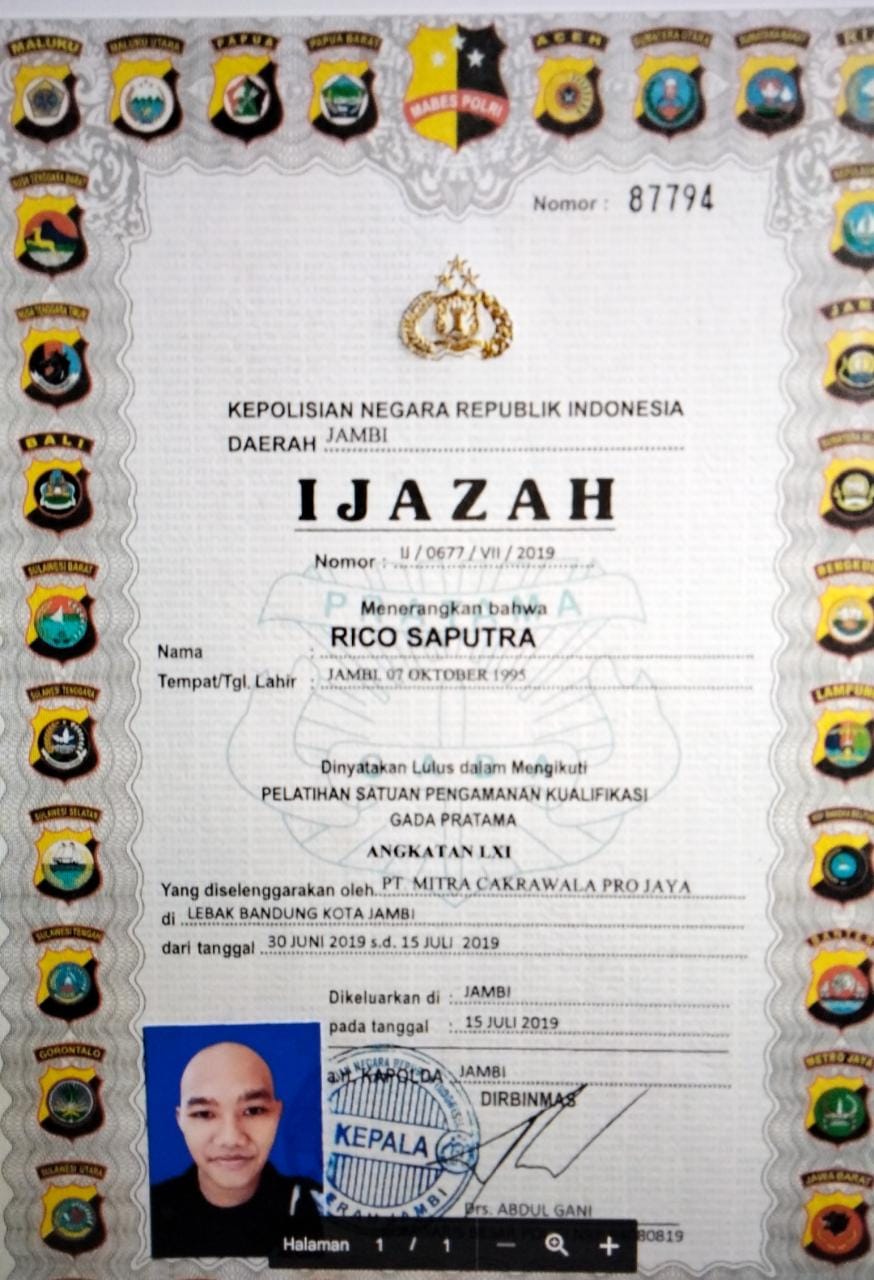 MALUKU
MALUKU UTARA
PAPUA
PAPUA BARAT
MABES POLRI
ACEH
SUMATERA UTARA
SUMATERA BARAT
NUSA TENGGARA BARAT
Nomor : 87794
NUSA TENGGARA TIMUR
KEPOLISIAN NEGARA REPUBLIK INDONESIA
DAERAH JAMBI
BALI
IJAZAH
Nomor : IJ / 0677 / VII / 2019
SULAWESI BARAT
PRATAMA
Menerangkan bahwa
Nama : RICO SAPUTRA
Tempat/Tgl. Lahir : JAMBI, 07 OKTOBER 1995
SULAWESI TENGGARA
LAMPUNG
GADA
Dinyatakan Lulus dalam Mengikuti
PELATIHAN SATUAN PENGAMANAN KUALIFIKASI
GADA PRATAMA
SULAWESI SELATAN
ANGKATAN LXI
Yang diselenggarakan oleh. PT. MITRA CAKRAWALA PRO JAYA
di LEBAK BANDUNG KOTA JAMBI
dari tanggal 30 JUNI 2019 s.d. 15 JULI 2019
SULAWESI TENGAH
BANTEN
Dikeluarkan di : JAMBI
pada tanggal : 15 JULI 2019
GORONTALO
METRO JAYA
a.n. KAPOLDA JAMBI
DIRBINMAS
KEPALA
SULAWESI UTARA
JAWA BARAT
JAMBI
Drs. ABDUL GANI
80819
Halaman 1 / 1